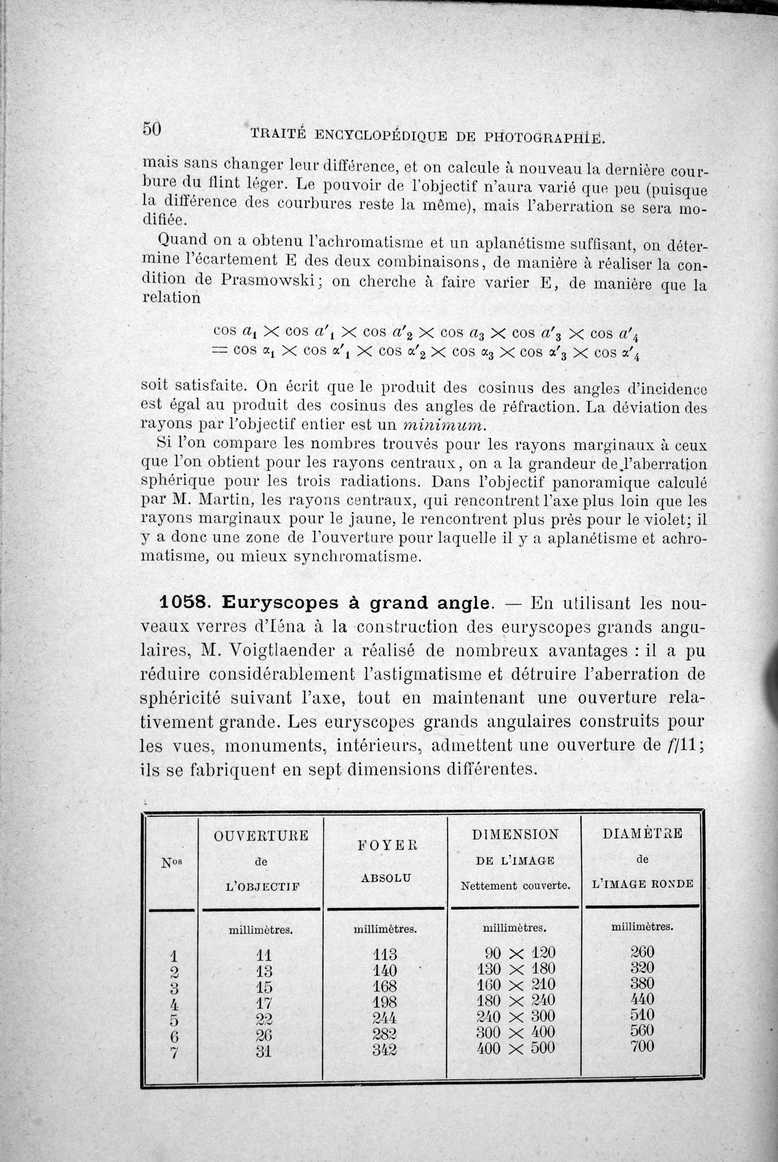 50
TRAITÉ ENCYCLOPÉDIQUE DE PHOTOGRAPHIE.
mais sans changer leur différence, et on calcule à nouveau la dernière cour-
bure du flint léger. Le pouvoir de l'objectif n'aura varié que peu (puisque
la différence des courbures reste la même), mais l'aberration se sera mo-
difiée.
Quand on a obtenu l'achromatisme et un aplanétisme suffisant, on déter-
mine l'écartement E des deux combinaisons, de manière à réaliser la con-
dition de Prasmowski; on cherche à faire varier E, de manière que la
relation
cos a₁ × cos a'₁ × cos a'₂ × cos a₃ × cos a'₃ × cos a'₄
= cos α₁ × cos α'₁ × cos α'₂ × cos α₃ × cos α'₃ × cos α'₄
soit satisfaite. On écrit que le produit des cosinus des angles d'incidence
est égal au produit des cosinus des angles de réfraction. La déviation des
rayons par l'objectif entier est un minimum.
Si l'on compare les nombres trouvés pour les rayons marginaux à ceux
que l'on obtient pour les rayons centraux, on a la grandeur de l'aberration
sphérique pour les trois radiations. Dans l'objectif panoramique calculé
par M. Martin, les rayons centraux, qui rencontrent l'axe plus loin que les
rayons marginaux pour le jaune, le rencontrent plus près pour le violet; il
y a donc une zone de l'ouverture pour laquelle il y a aplanétisme et achro-
matisme, ou mieux synchromatisme.
1058. Euryscopes à grand angle. — En utilisant les nou-
veaux verres d'Iéna à la construction des euryscopes grands angu-
laires, M. Voigtlaender a réalisé de nombreux avantages : il a pu
réduire considérablement l'astigmatisme et détruire l'aberration de
sphéricité suivant l'axe, tout en maintenant une ouverture rela-
tivement grande. Les euryscopes grands angulaires construits pour
les vues, monuments, intérieurs, admettent une ouverture de f/11;
ils se fabriquent en sept dimensions différentes.
Nos OUVERTURE de L'OBJECTIF FOYER ABSOLU DIMENSION DE L'IMAGE Nettement couverte. DIAMÈTRE de L'IMAGE RONDE
millimètres. millimètres. millimètres. millimètres.
1 11 113 90 × 120 260
2 13 140 130 × 180 320
3 15 168 160 × 210 380
4 17 198 180 × 240 440
5 22 244 240 × 300 510
6 26 282 300 × 400 560
7 31 342 400 × 500 700